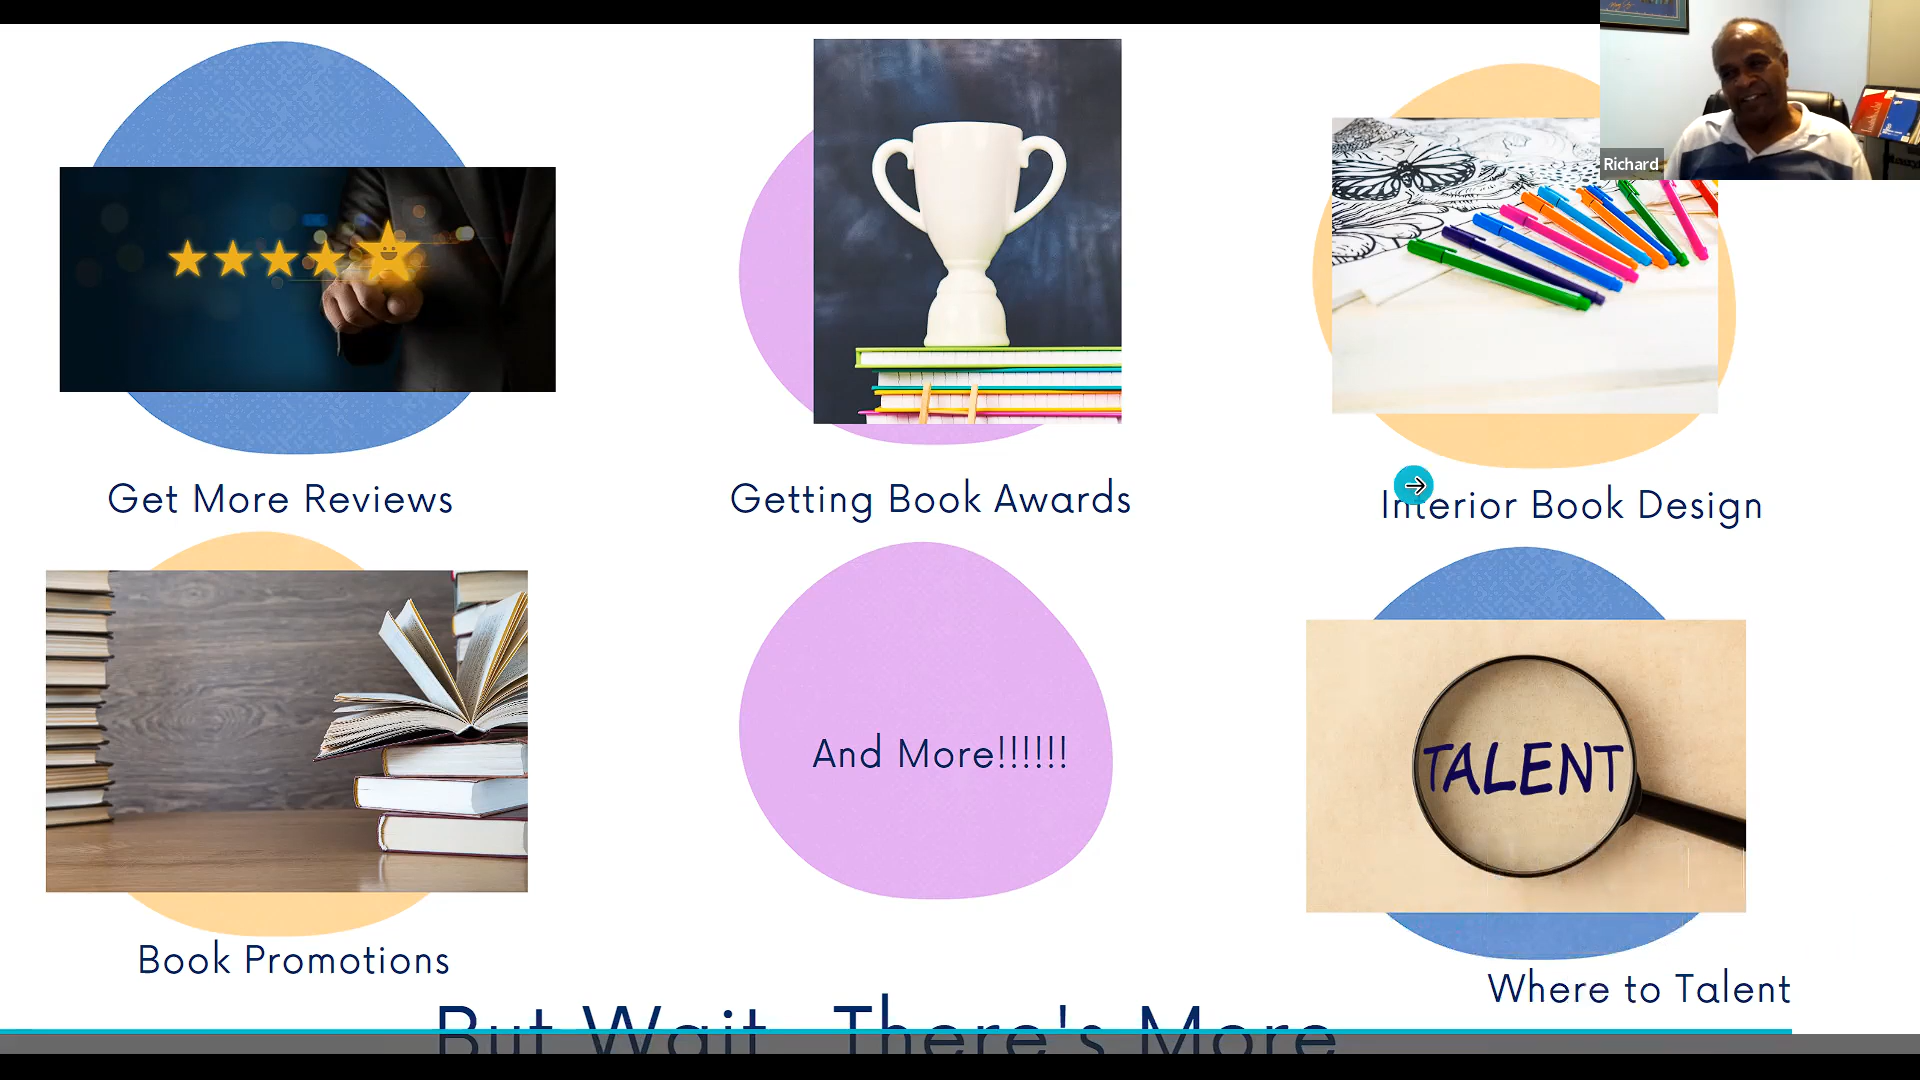 Richard
Get More Reviews
Getting Book Awards
Interior Book Design
And More!!!!!!
TALENT
Book Promotions
Where to Talent
But Wait There's More